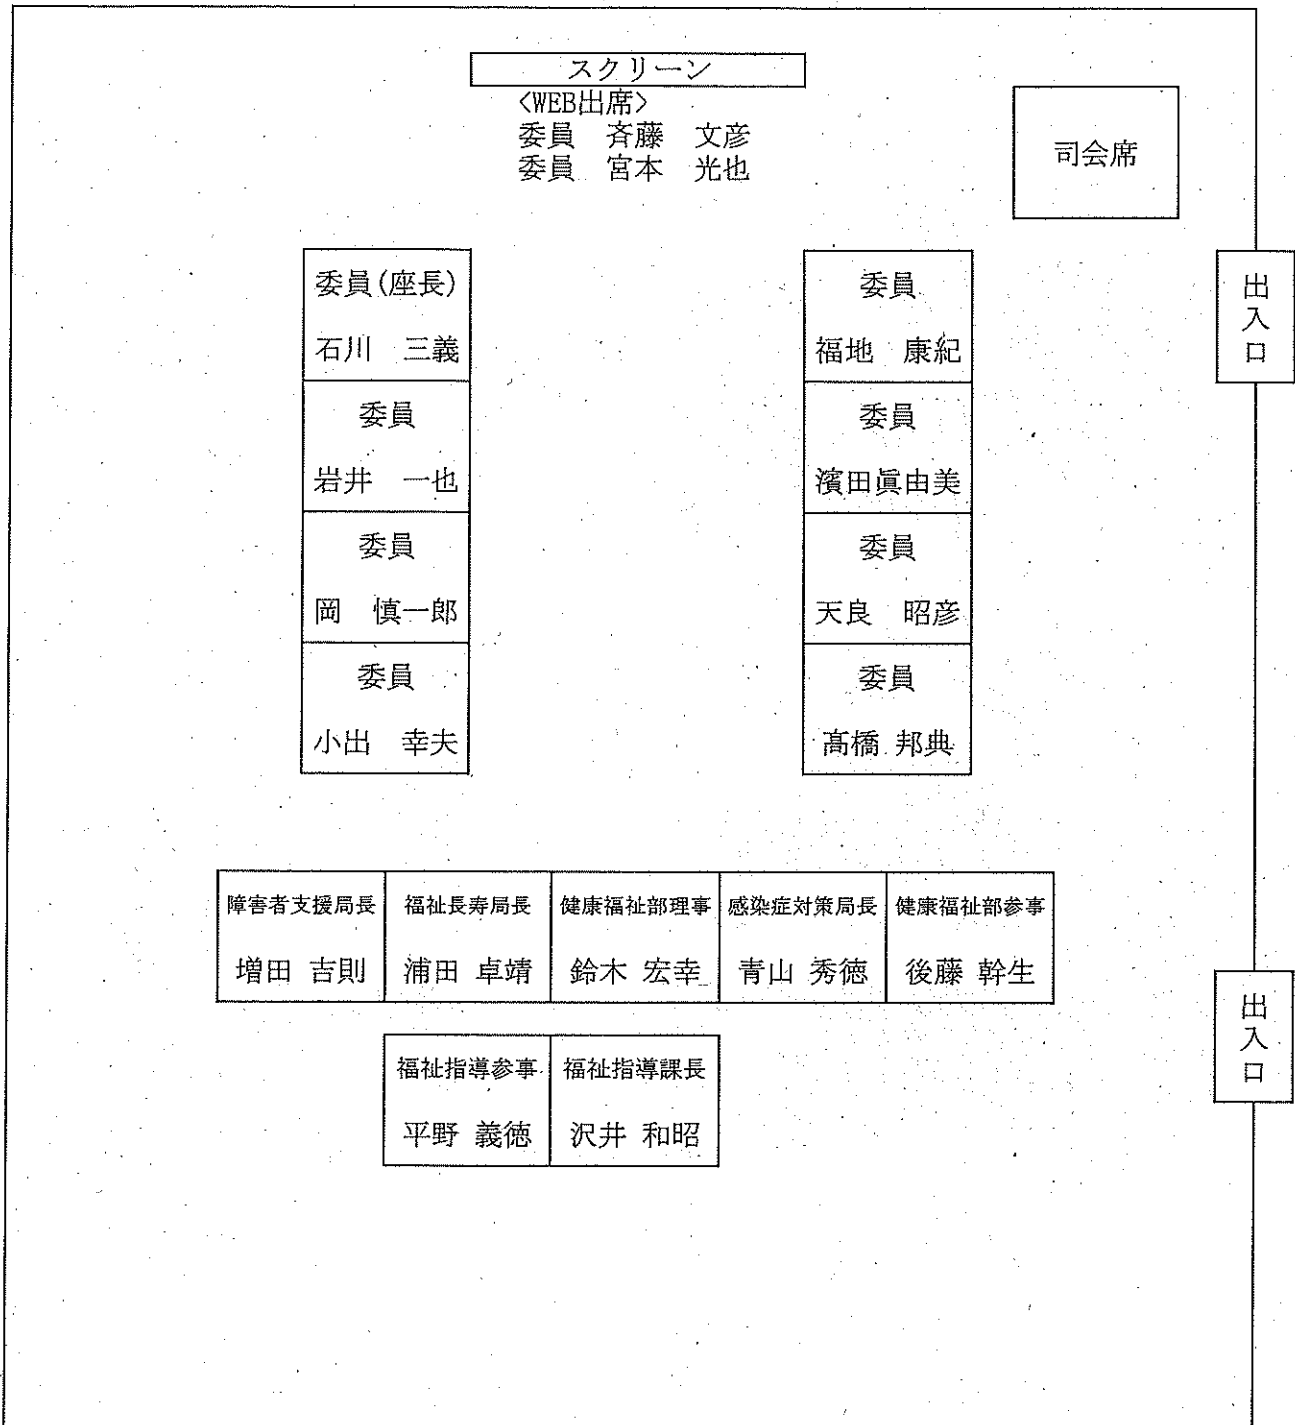 スクリーン
<WEB出席>
委員 斉藤 文彦
委員 宮本 光也
司会席
委員(座長)
石川 三義
委員
岩井 一也
委員
岡 慎一郎
委員
小出 幸夫
委員
福地 康紀
委員
濱田眞由美
委員
天良 昭彦
委員
髙橋 邦典
出入口
障害者支援局長
増田 吉則
福祉長寿局長
浦田 卓靖
健康福祉部理事
鈴木 宏幸
感染症対策局長
青山 秀徳
健康福祉部参事
後藤 幹生
福祉指導参事
平野 義徳
福祉指導課長
沢井 和昭
出入口